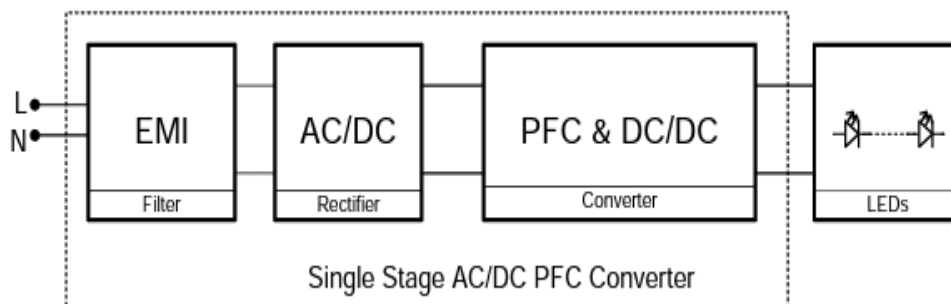 L
N
EMI
Filter
AC/DC
Rectifier
PFC & DC/DC
Converter
LEDs
Single Stage AC/DC PFC Converter